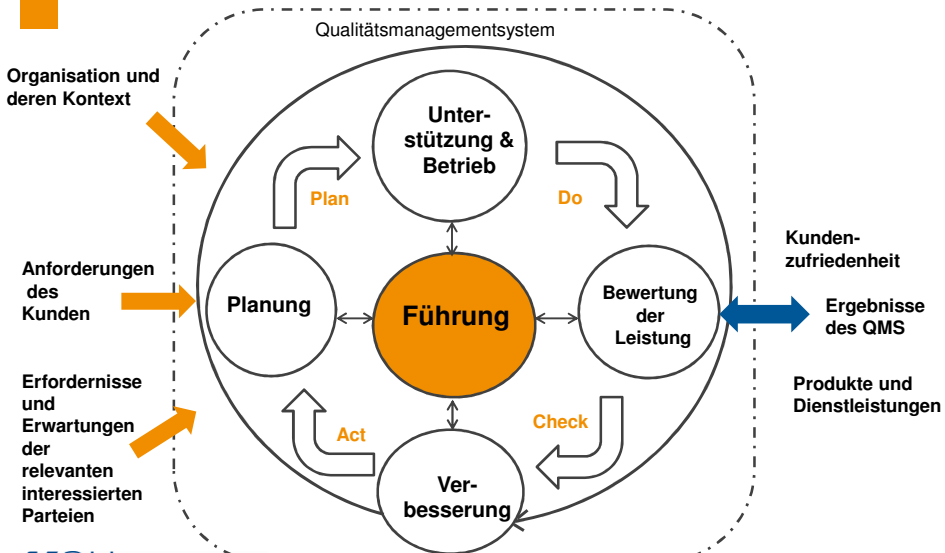 Qualitätsmanagementsystem
Organisation und
deren Kontext
Unter-
stützung &
Betrieb
Plan
Do
Anforderungen
des
Kunden
Planung
Führung
Bewertung
der
Leistung
Kunden-
zufriedenheit
Ergebnisse
des QMS
Produkte und
Dienstleistungen
Erfordernisse
und
Erwartungen
der
relevanten
interessierten
Parteien
Act
Check
Ver-
besserung